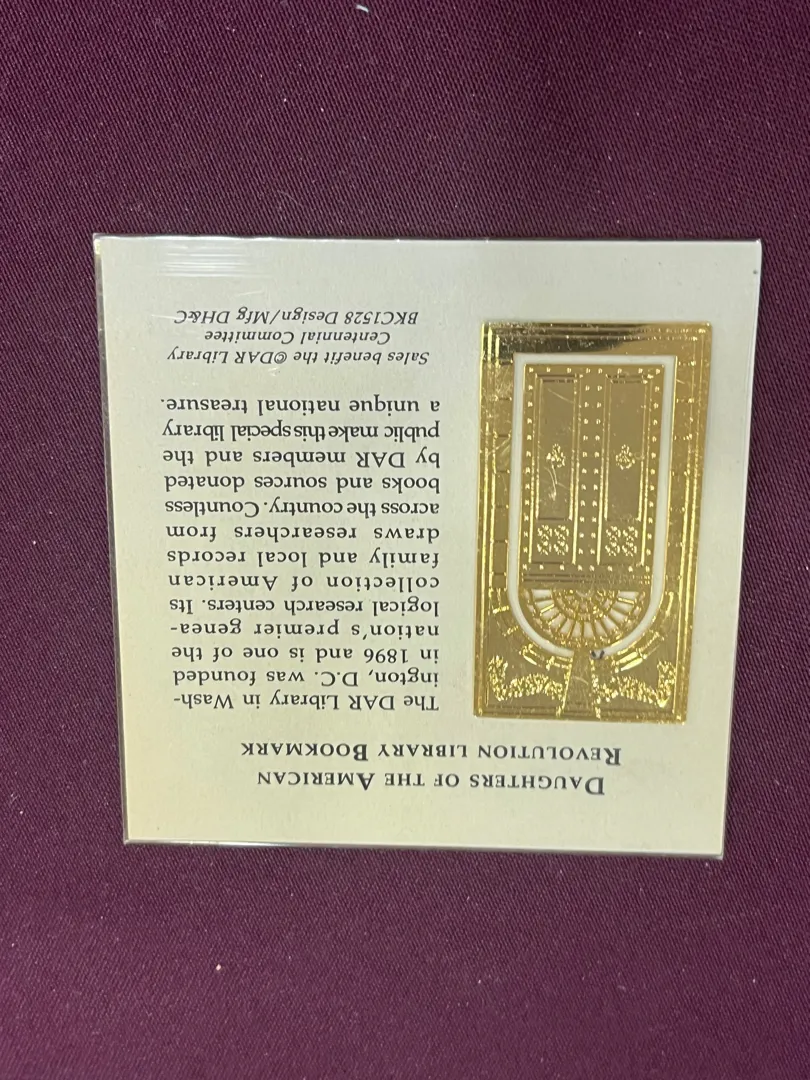 DAUGHTERS OF THE AMERICAN
REVOLUTION LIBRARY BOOKMARK
The DAR Library in Wash-
ington, D.C. was founded
in 1896 and is one of the
nation's premier genea-
logical research centers. Its
collection of American
family and local records
draws researchers from
across the country. Countless
books and sources donated
by DAR members and the
public make this special library
a unique national treasure.
Sales benefit the ©DAR Library
Centennial Committee
BKC1528 Design/Mfg DH&C